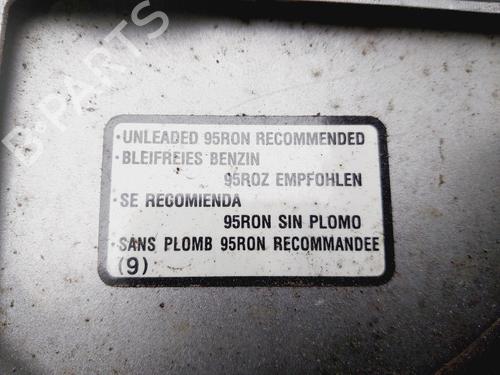 B-PARTS
·UNLEADED 95RON RECOMMENDED
·BLEIFREIES BENZIN
95ROZ EMPFOHLEN
·SE RECOMIENDA
95RON SIN PLOMO
·SANS PLOMB 95RON RECOMMANDEE
(9)